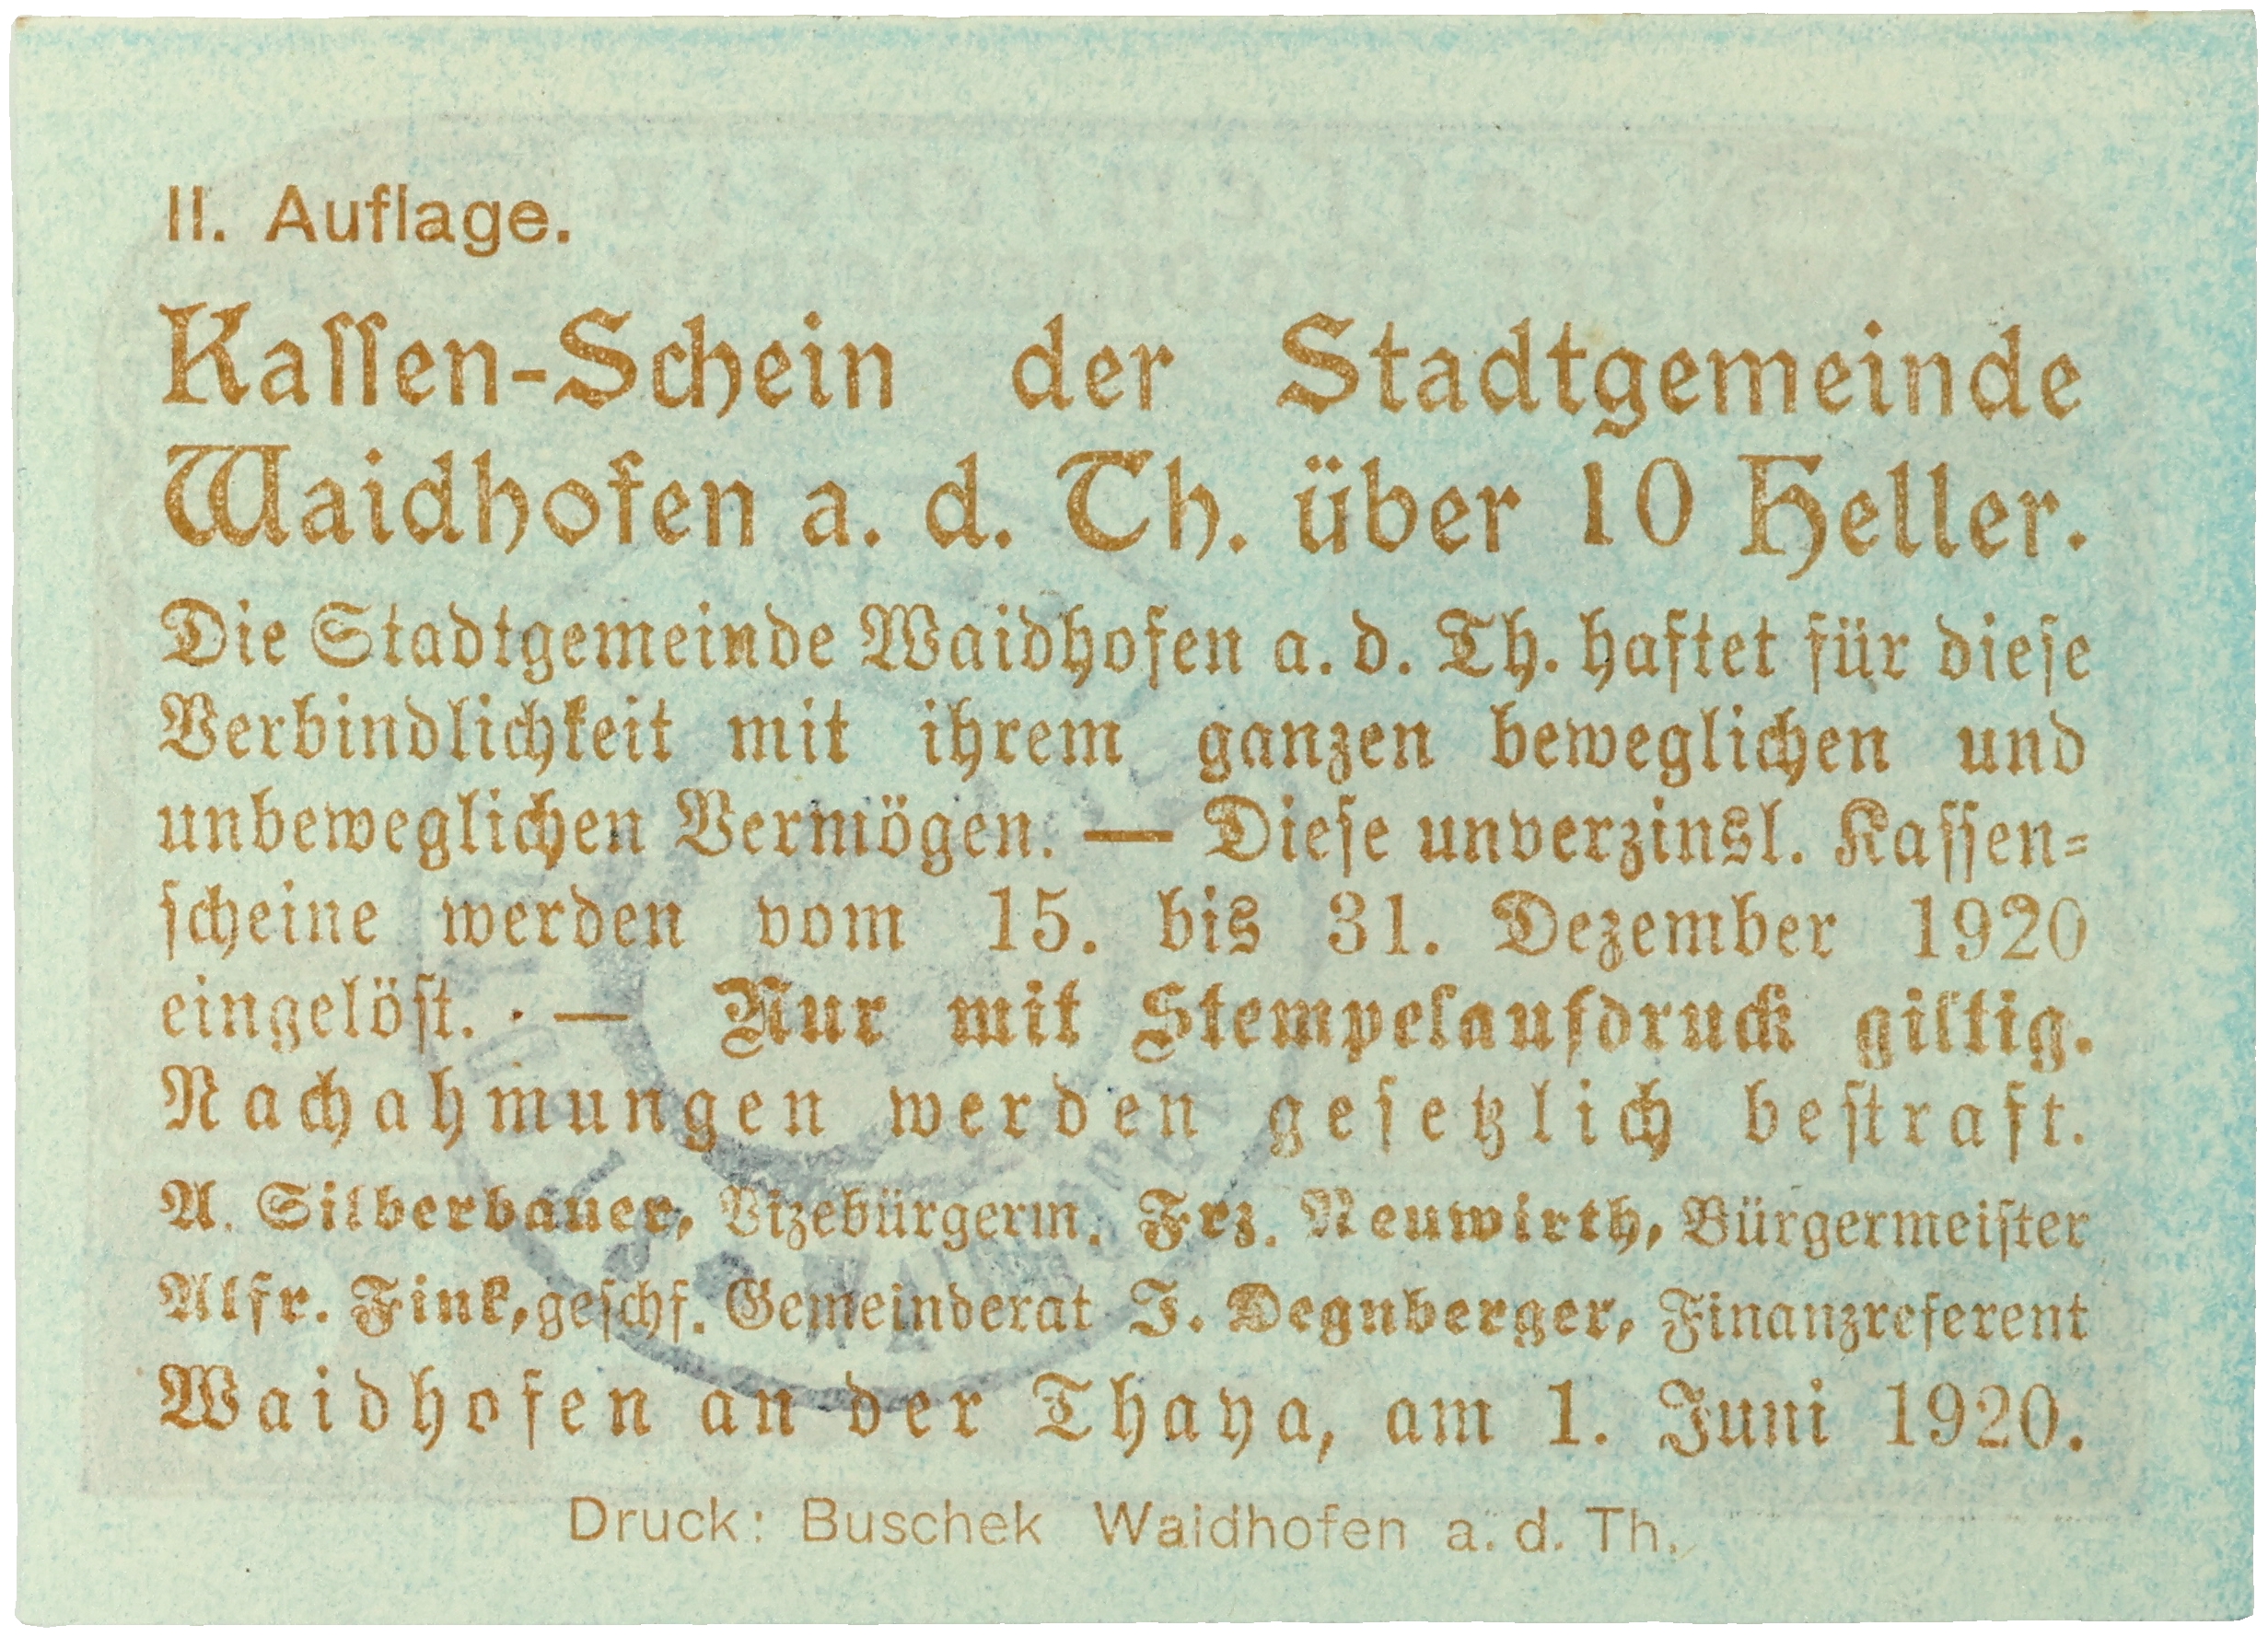 II. Auflage.
Kassen-Schein der Stadtgemeinde
Waidhofen a. d. Th. über 10 Heller.
Die Stadtgemeinde Waidhofen a. d. Th. haftet für diese
Verbindlichkeit mit ihrem ganzen beweglichen und
unbeweglichen Vermögen. — Diese unverzinsl. Kassen=
scheine werden vom 15. bis 31. Dezember 1920
eingelöst. · — Nur mit Stempelaufdruck giltig.
Nachahmungen werden gesetzlich bestraft.
A. Silberbauer, Vizebürgerm. Frz. Neuwirth, Bürgermeister
Alfr. Fink, geschf. Gemeinderat J. Degnberger, Finanzreferent
Waidhofen an der Thaya, am 1. Juni 1920.
Druck: Buschek Waidhofen a. d. Th.